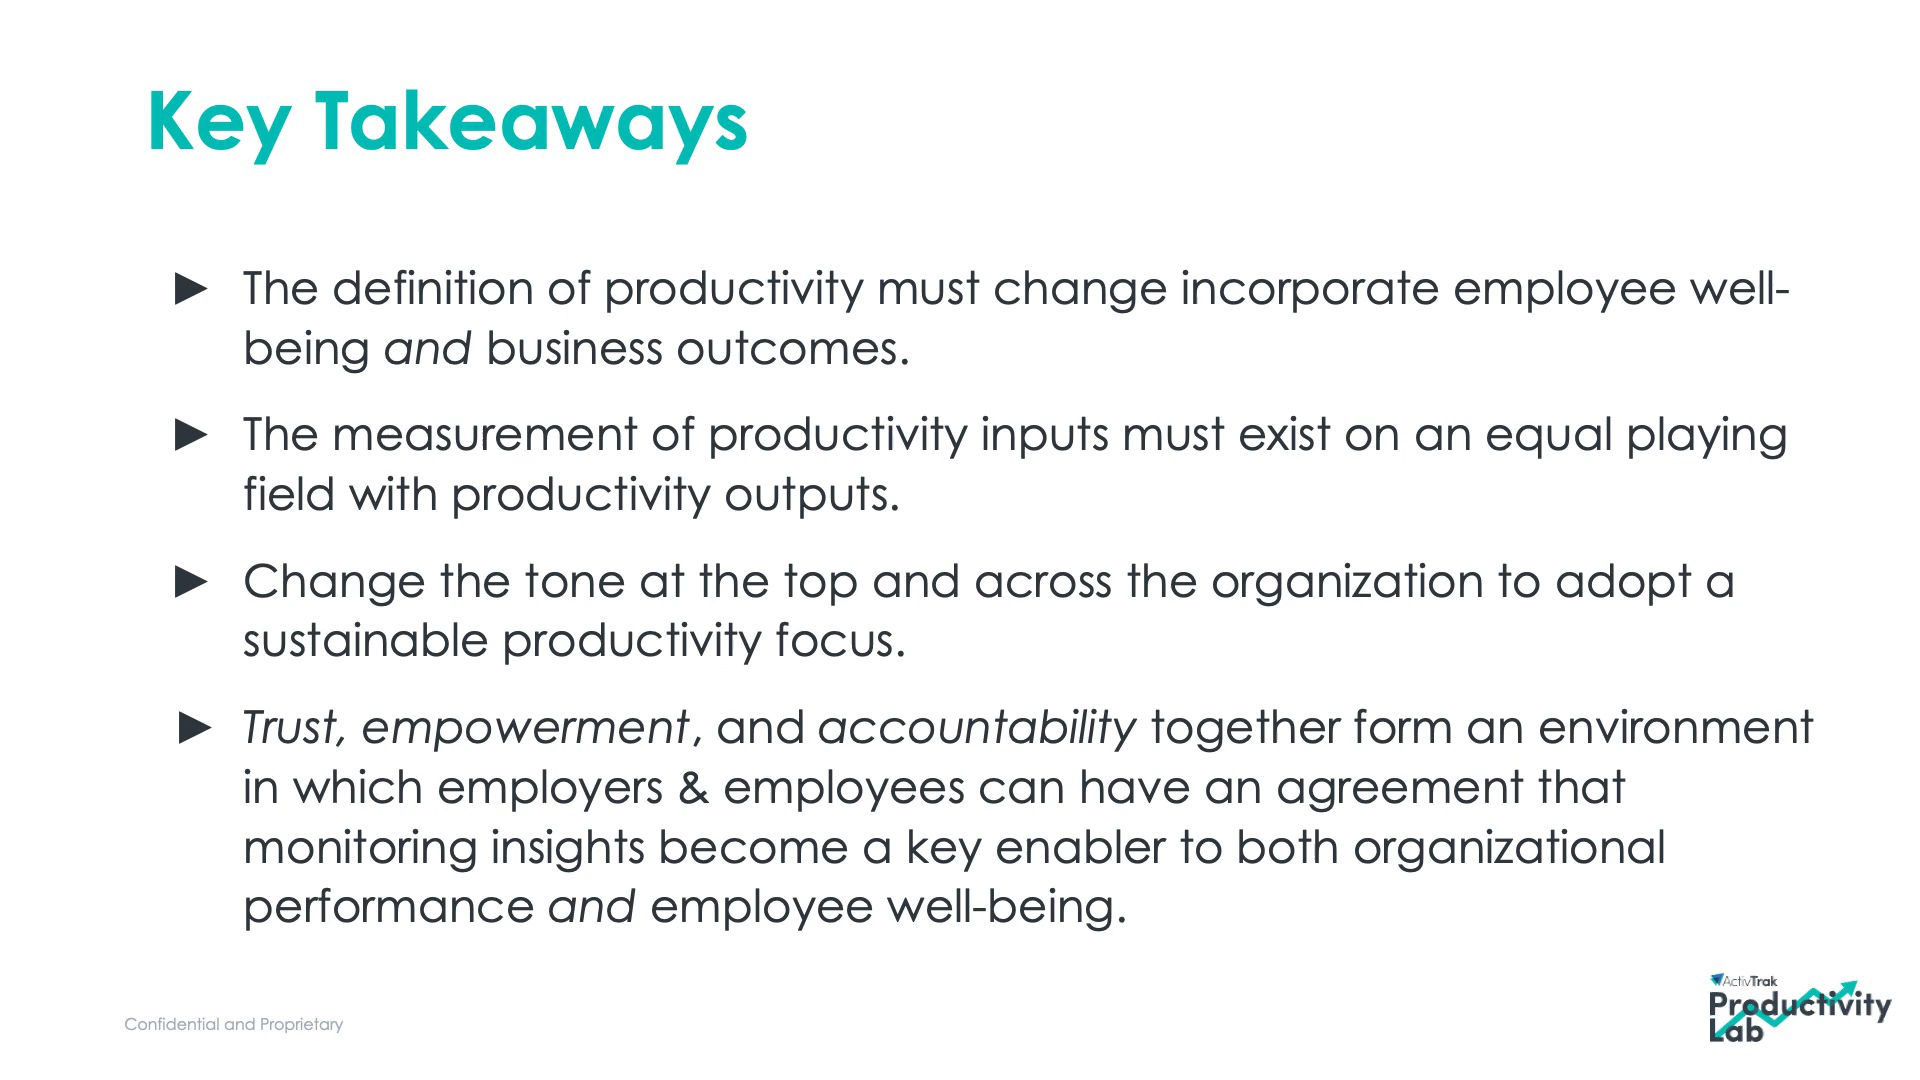 Key Takeaways
► The definition of productivity must change incorporate employee well-
being and business outcomes.
► The measurement of productivity inputs must exist on an equal playing
field with productivity outputs.
► Change the tone at the top and across the organization to adopt a
sustainable productivity focus.
► Trust, empowerment, and accountability together form an environment
in which employers & employees can have an agreement that
monitoring insights become a key enabler to both organizational
performance and employee well-being.
Confidential and Proprietary
ActivTrak
Productivity
Lab